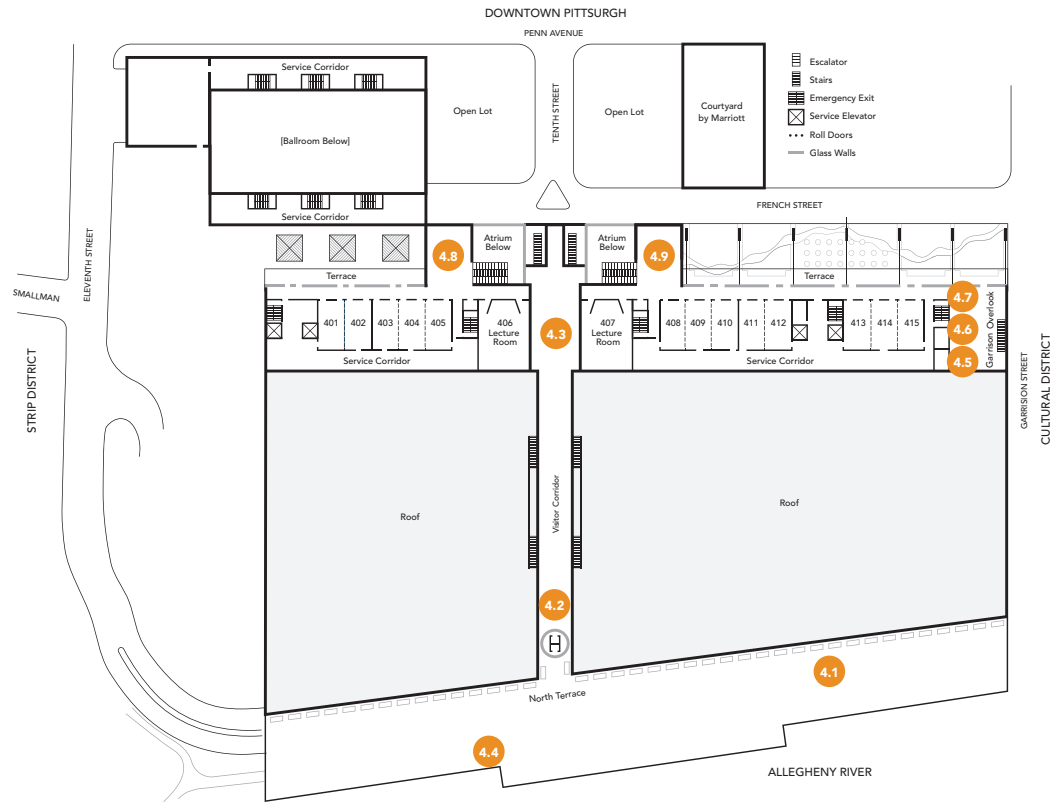 DOWNTOWN PITTSURGH
PENN AVENUE
Service Corridor
[Ballroom Below]
Service Corridor
Open Lot
TENTH STREET
Open Lot
Courtyard
by Marriott
Escalator
Stairs
Emergency Exit
Service Elevator
Roll Doors
Glass Walls
FRENCH STREET
ELEVENTH STREET
SMALLMAN
STRIP DISTRICT
4.8
Atrium
Below
Atrium
Below
4.9
Terrace
Terrace
401
402
403
404
405
406
Lecture
Room
4.3
407
Lecture
Room
408
409
410
411
412
413
414
415
4.7
4.6
4.5
Garrison Overlook
Service Corridor
Service Corridor
GARRISION STREET
CULTURAL DISTRICT
Roof
Visitor Corridor
Roof
4.2
H
4.1
North Terrace
4.4
ALLEGHENY RIVER